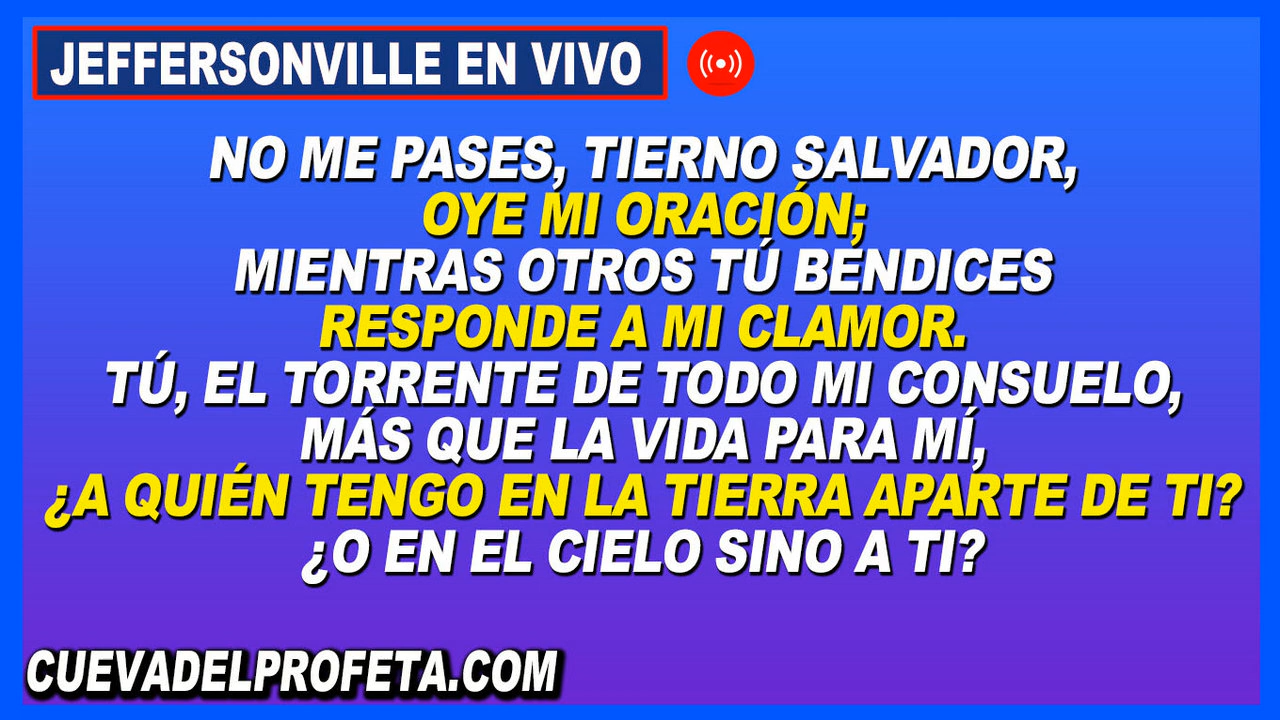 JEFFERSONVILLE EN VIVO
NO ME PASES, TIERNO SALVADOR,
OYE MI ORACIÓN;
MIENTRAS OTROS TÚ BENDICES
RESPONDE A MI CLAMOR.
TÚ, EL TORRENTE DE TODO MI CONSUELO,
MÁS QUE LA VIDA PARA MÍ,
¿A QUIÉN TENGO EN LA TIERRA APARTE DE TI?
¿O EN EL CIELO SINO A TI?
CUEVADELPROFETA.COM